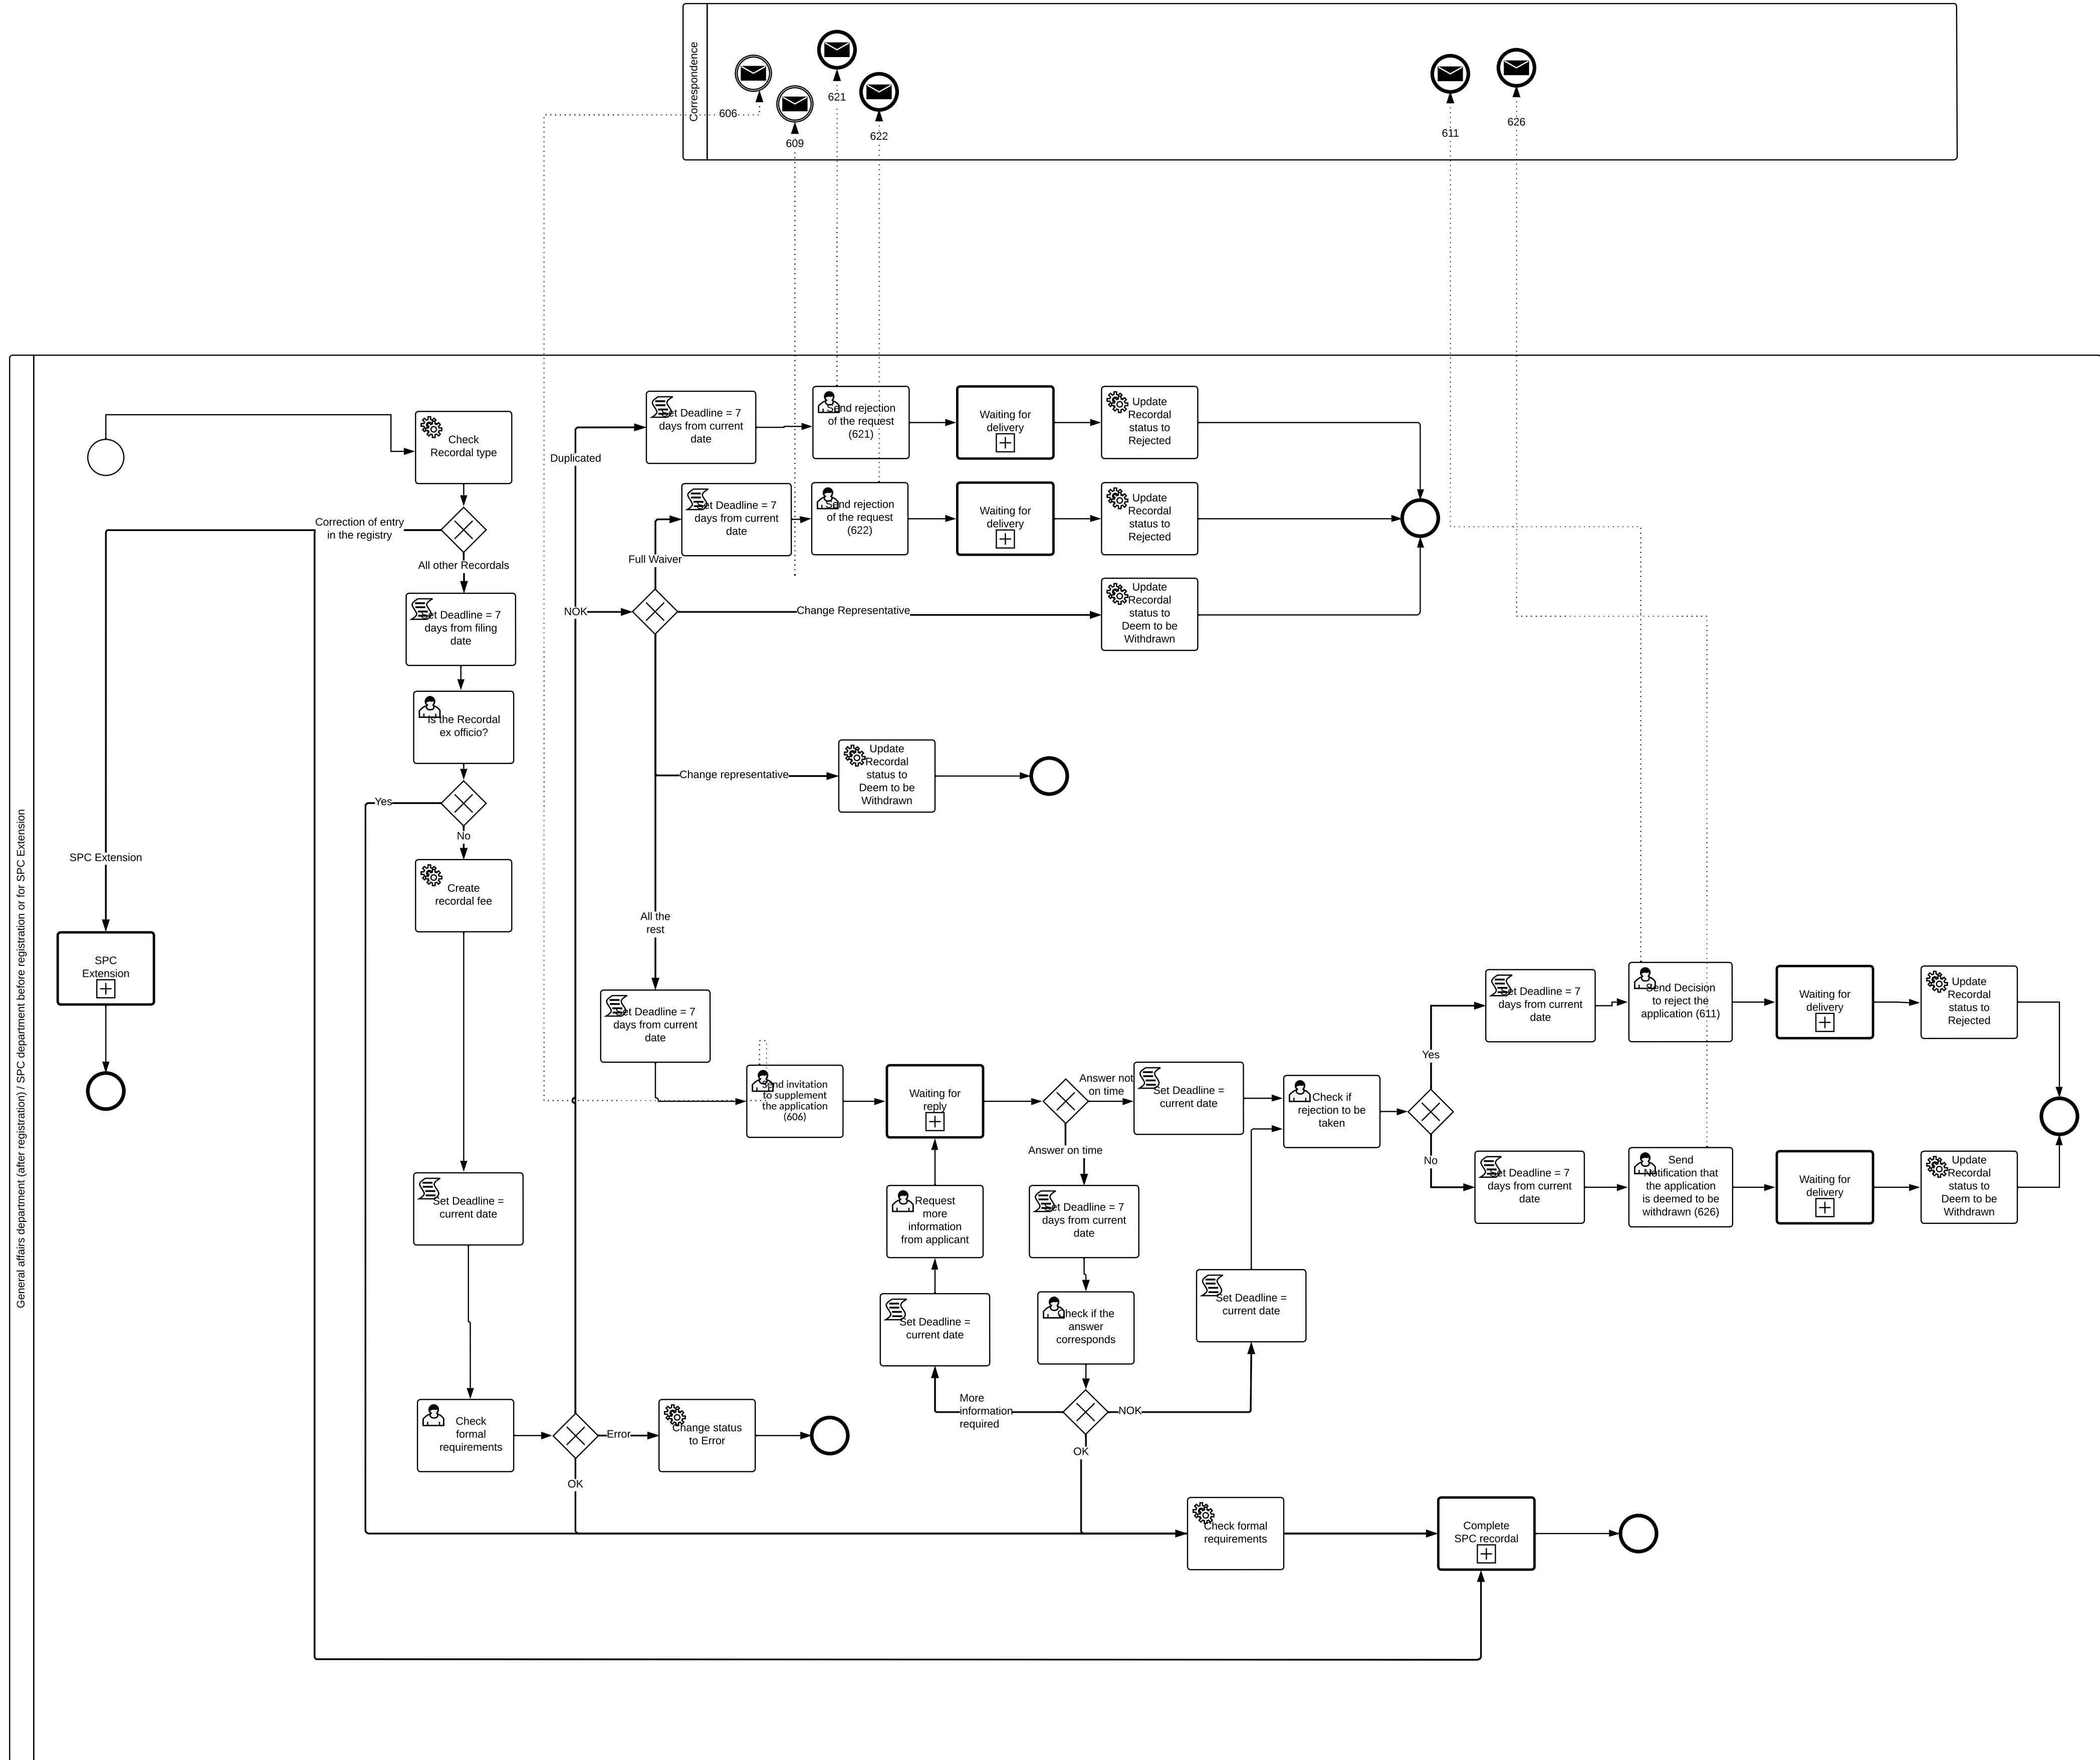 Correspondence
606
609
621
622
611
626
General affairs department (after registration) / SPC department before registration or for SPC Extension
Check
Recordal type
Correction of entry
in the registry
All other Recordals
Set Deadline = 7
days from filing
date
Is the Recordal
ex officio?
Yes
No
Create
recordal fee
SPC Extension
SPC
Extension
Set Deadline =
current date
Check
formal
requirements
Duplicated
NOK
Error
OK
Change status
to Error
Set Deadline = 7
days from current
date
Send rejection
of the request
(621)
Waiting for
delivery
Update
Recordal
status to
Rejected
Full Waiver
Set Deadline = 7
days from current
date
Send rejection
of the request
(622)
Waiting for
delivery
Update
Recordal
status to
Rejected
Change Representative
Update
Recordal
status to
Deem to be
Withdrawn
Change representative
Update
Recordal
status to
Deem to be
Withdrawn
All the
rest
Set Deadline = 7
days from current
date
Send invitation
to supplement
the application
(606)
Waiting for
reply
Answer not
on time
Set Deadline =
current date
Check if
rejection to be
taken
Answer on time
Set Deadline = 7
days from current
date
Check if the
answer
corresponds
Request
more
information
from applicant
Set Deadline =
current date
More
information
required
NOK
OK
Set Deadline =
current date
Yes
Set Deadline = 7
days from current
date
Send Decision
to reject the
application (611)
Waiting for
delivery
Update
Recordal
status to
Rejected
No
Set Deadline = 7
days from current
date
Send
Notification that
the application
is deemed to be
withdrawn (626)
Waiting for
delivery
Update
Recordal
status to
Deem to be
Withdrawn
Check formal
requirements
Complete
SPC recordal